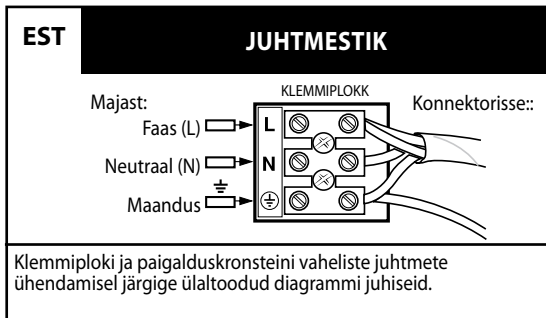 EST
JUHTMESTIK
KLEMMIPLOKK
Majast:
Konnektorisse::
Faas (L)
L
Neutraal (N)
N
Maandus
Klemmiploki ja paigalduskronsteini vaheliste juhtmete
ühendamisel järgige ülaltoodud diagrammi juhiseid.